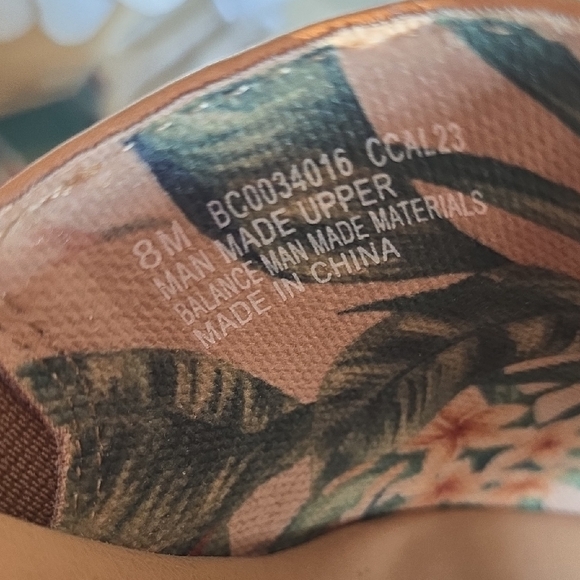 8M BC0034016 CCAL23
MAN MADE UPPER
BALANCE MAN MADE MATERIALS
MADE IN CHINA